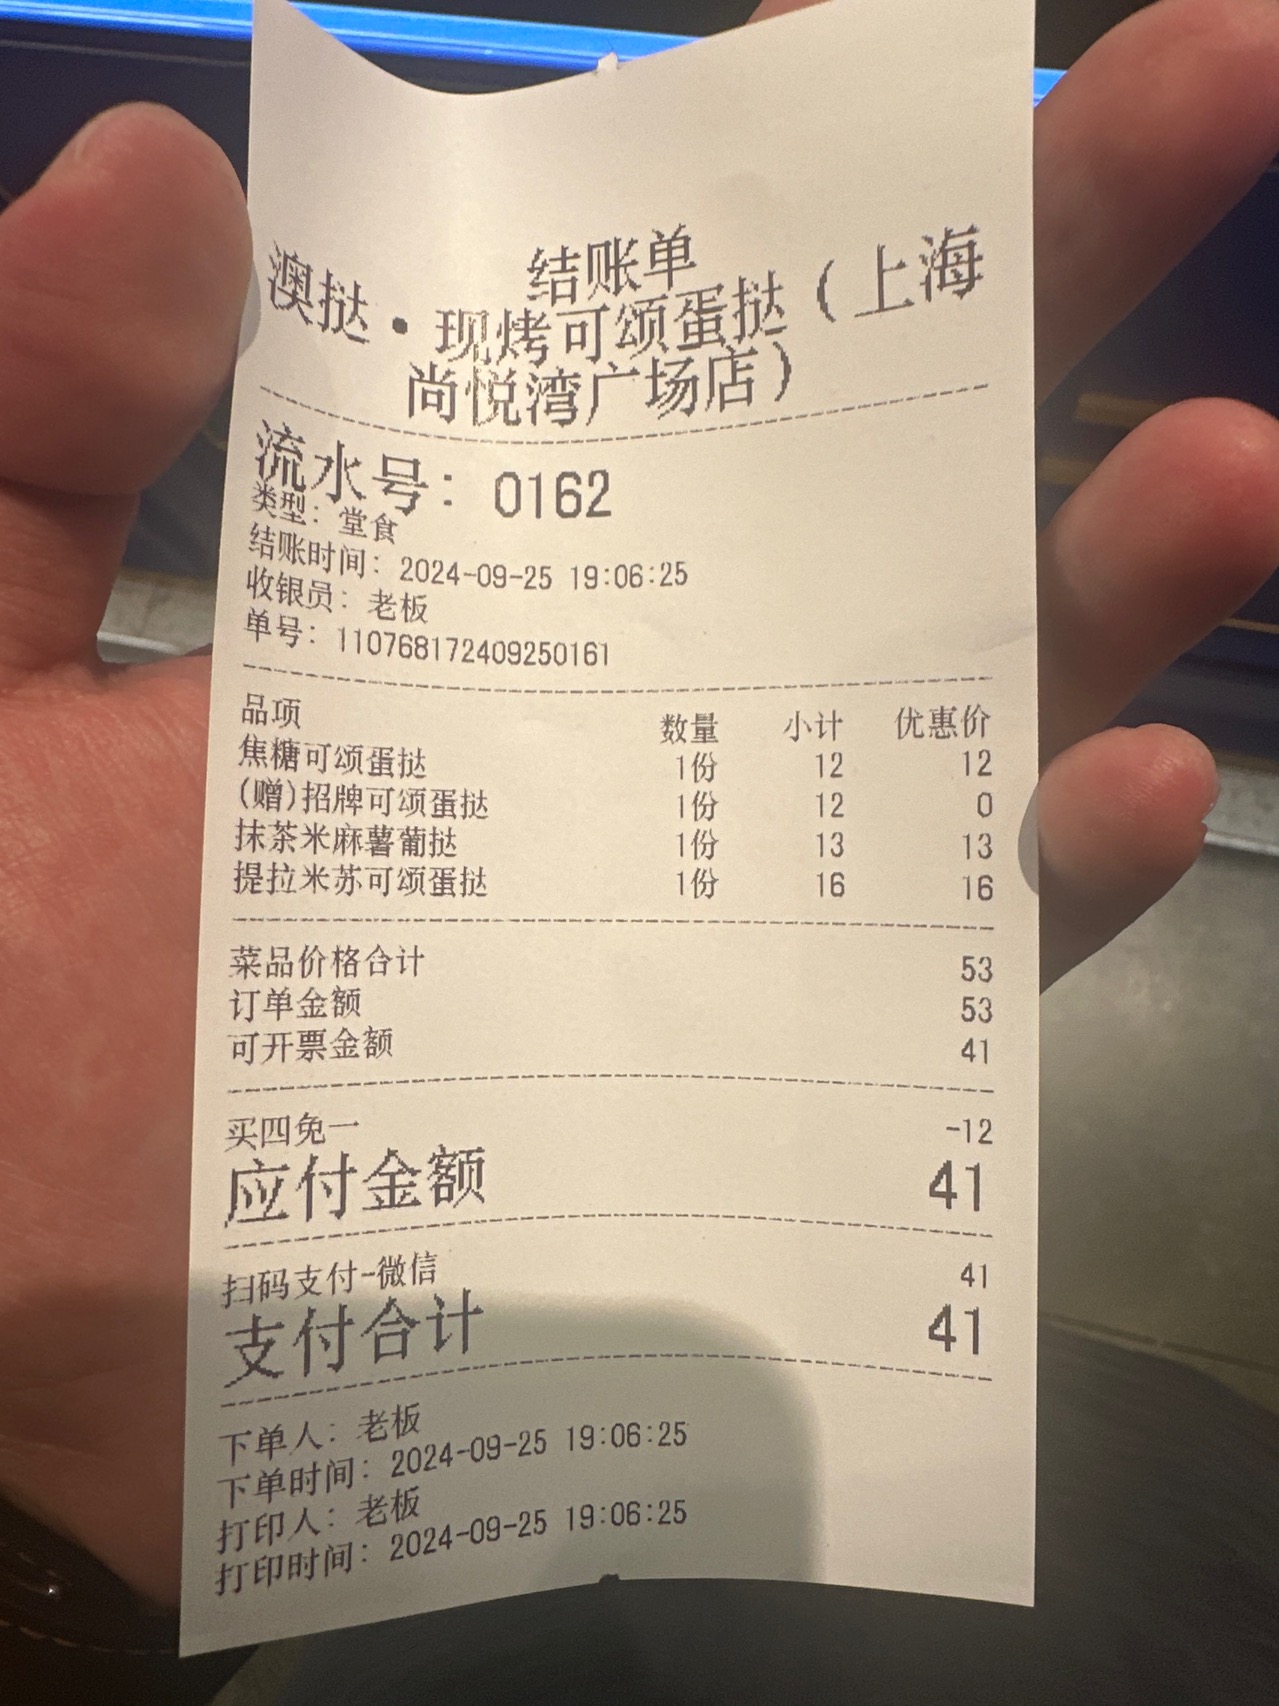 结账单
澳挞·现烤可颂蛋挞（上海
尚悦湾广场店）
流水号：0162
类型：堂食
结账时间：2024-09-25 19:06:25
收银员：老板
单号：110768172409250161
品项 数量 小计 优惠价
焦糖可颂蛋挞 1份 12 12
(赠)招牌可颂蛋挞 1份 12 0
抹茶米麻薯葡挞 1份 13 13
提拉米苏可颂蛋挞 1份 16 16
菜品价格合计 53
订单金额 53
可开票金额 41
买四免一 -12
应付金额 41
扫码支付-微信 41
支付合计 41
下单人：老板
下单时间：2024-09-25 19:06:25
打印人：老板
打印时间：2024-09-25 19:06:25